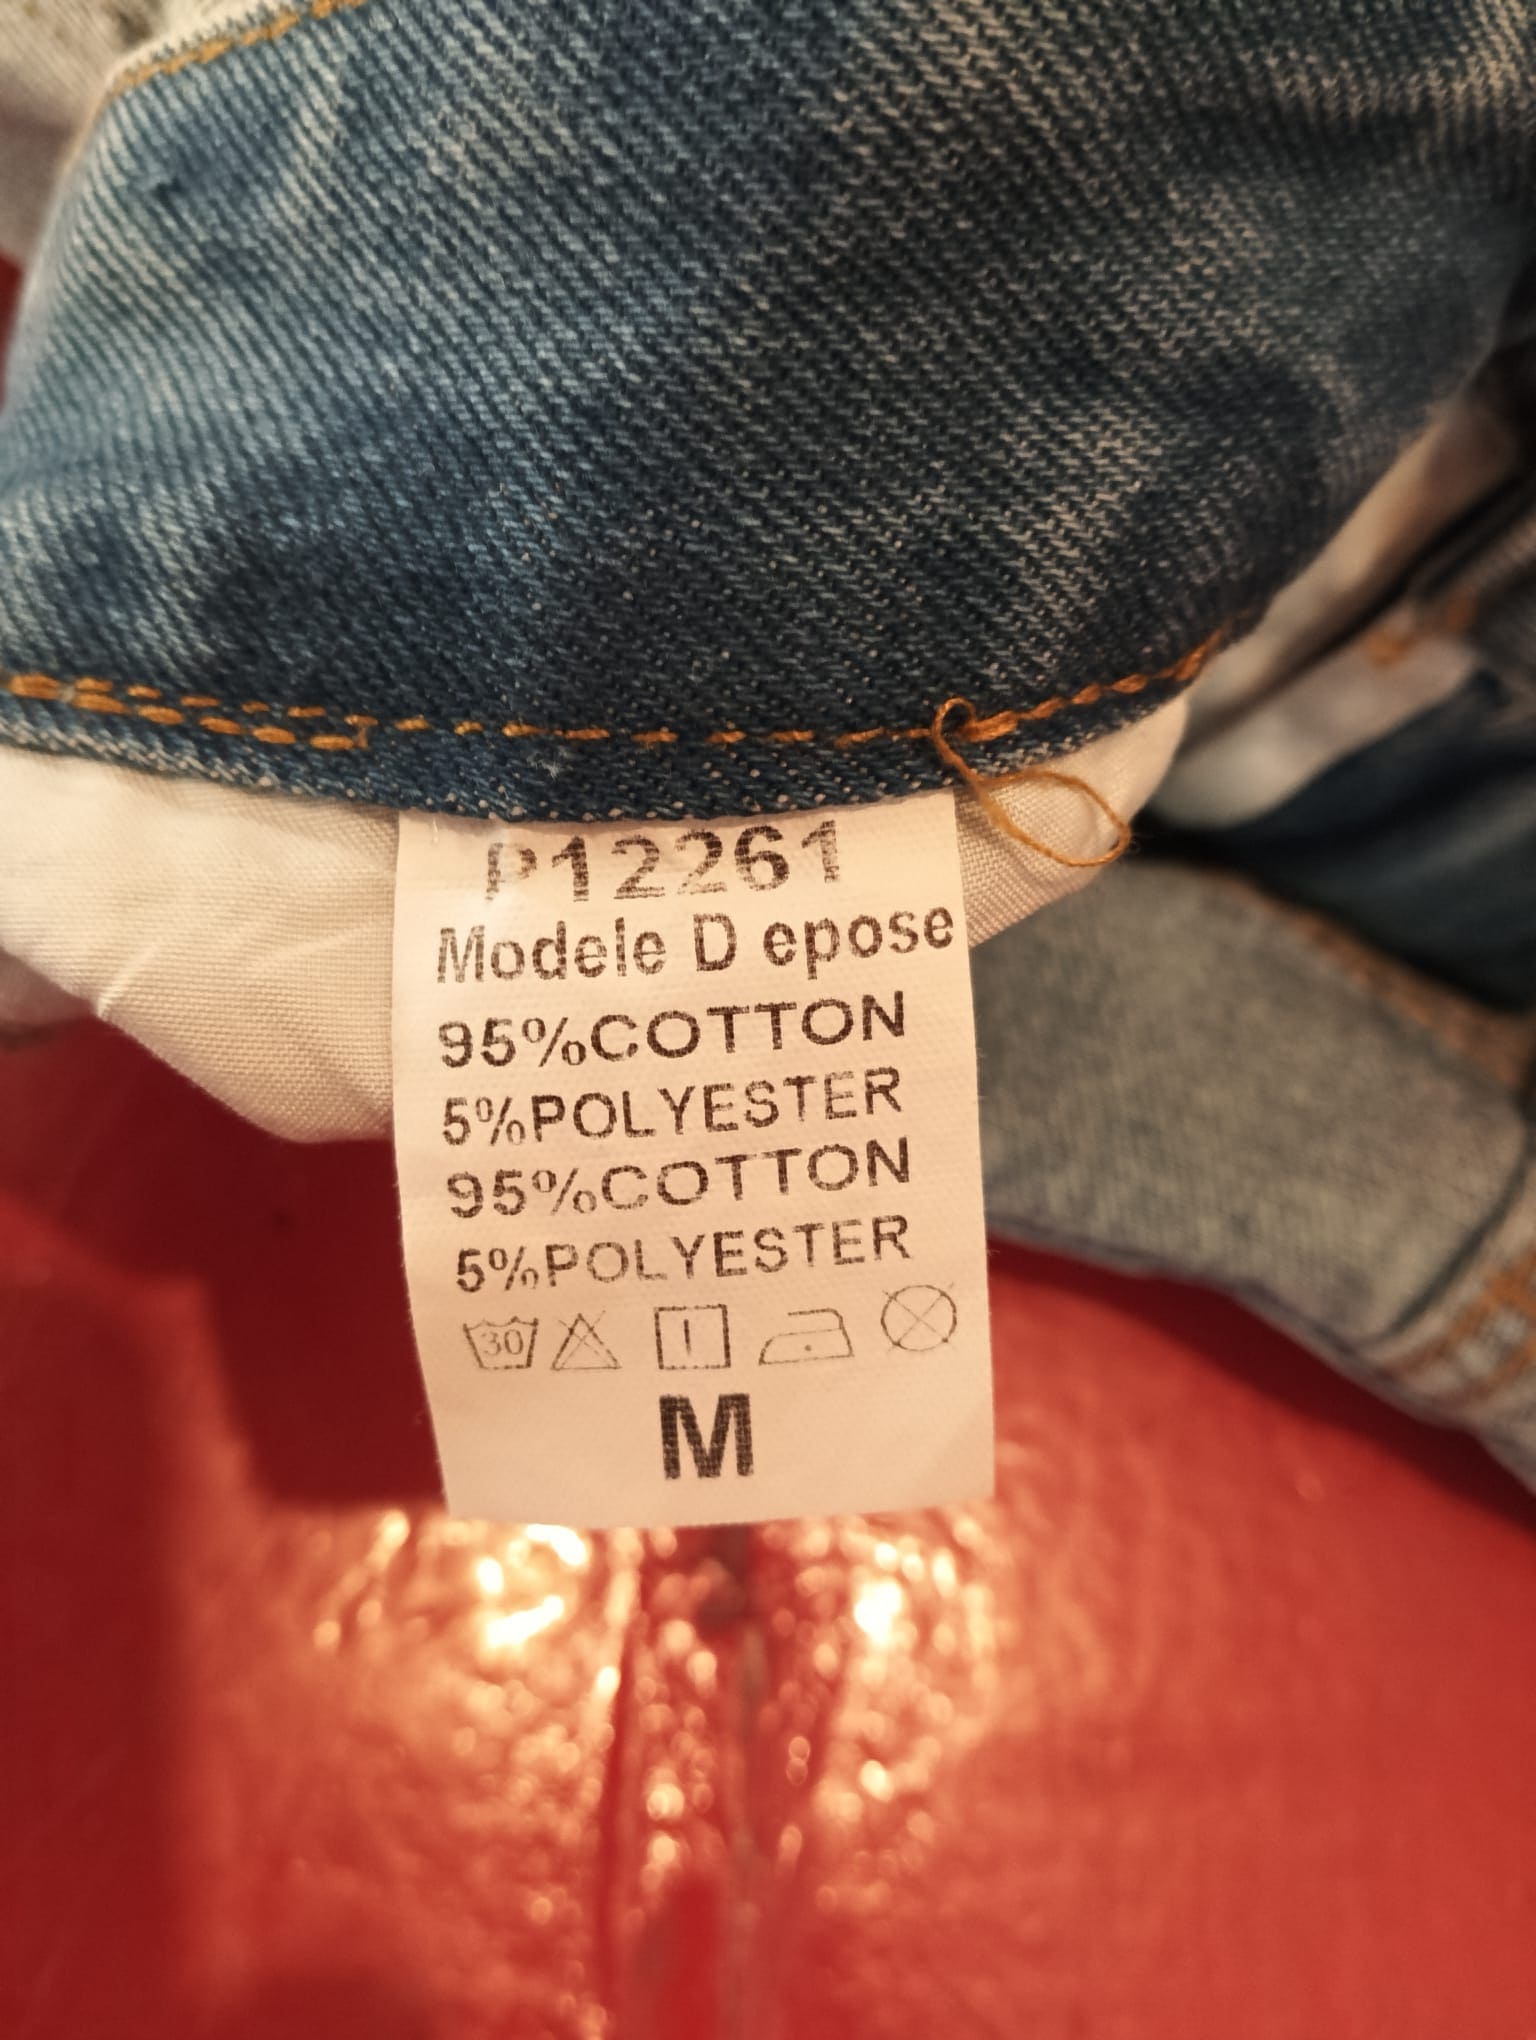 P12261
Modele D epose
95%COTTON
5%POLYESTER
95%COTTON
5%POLYESTER
30
M